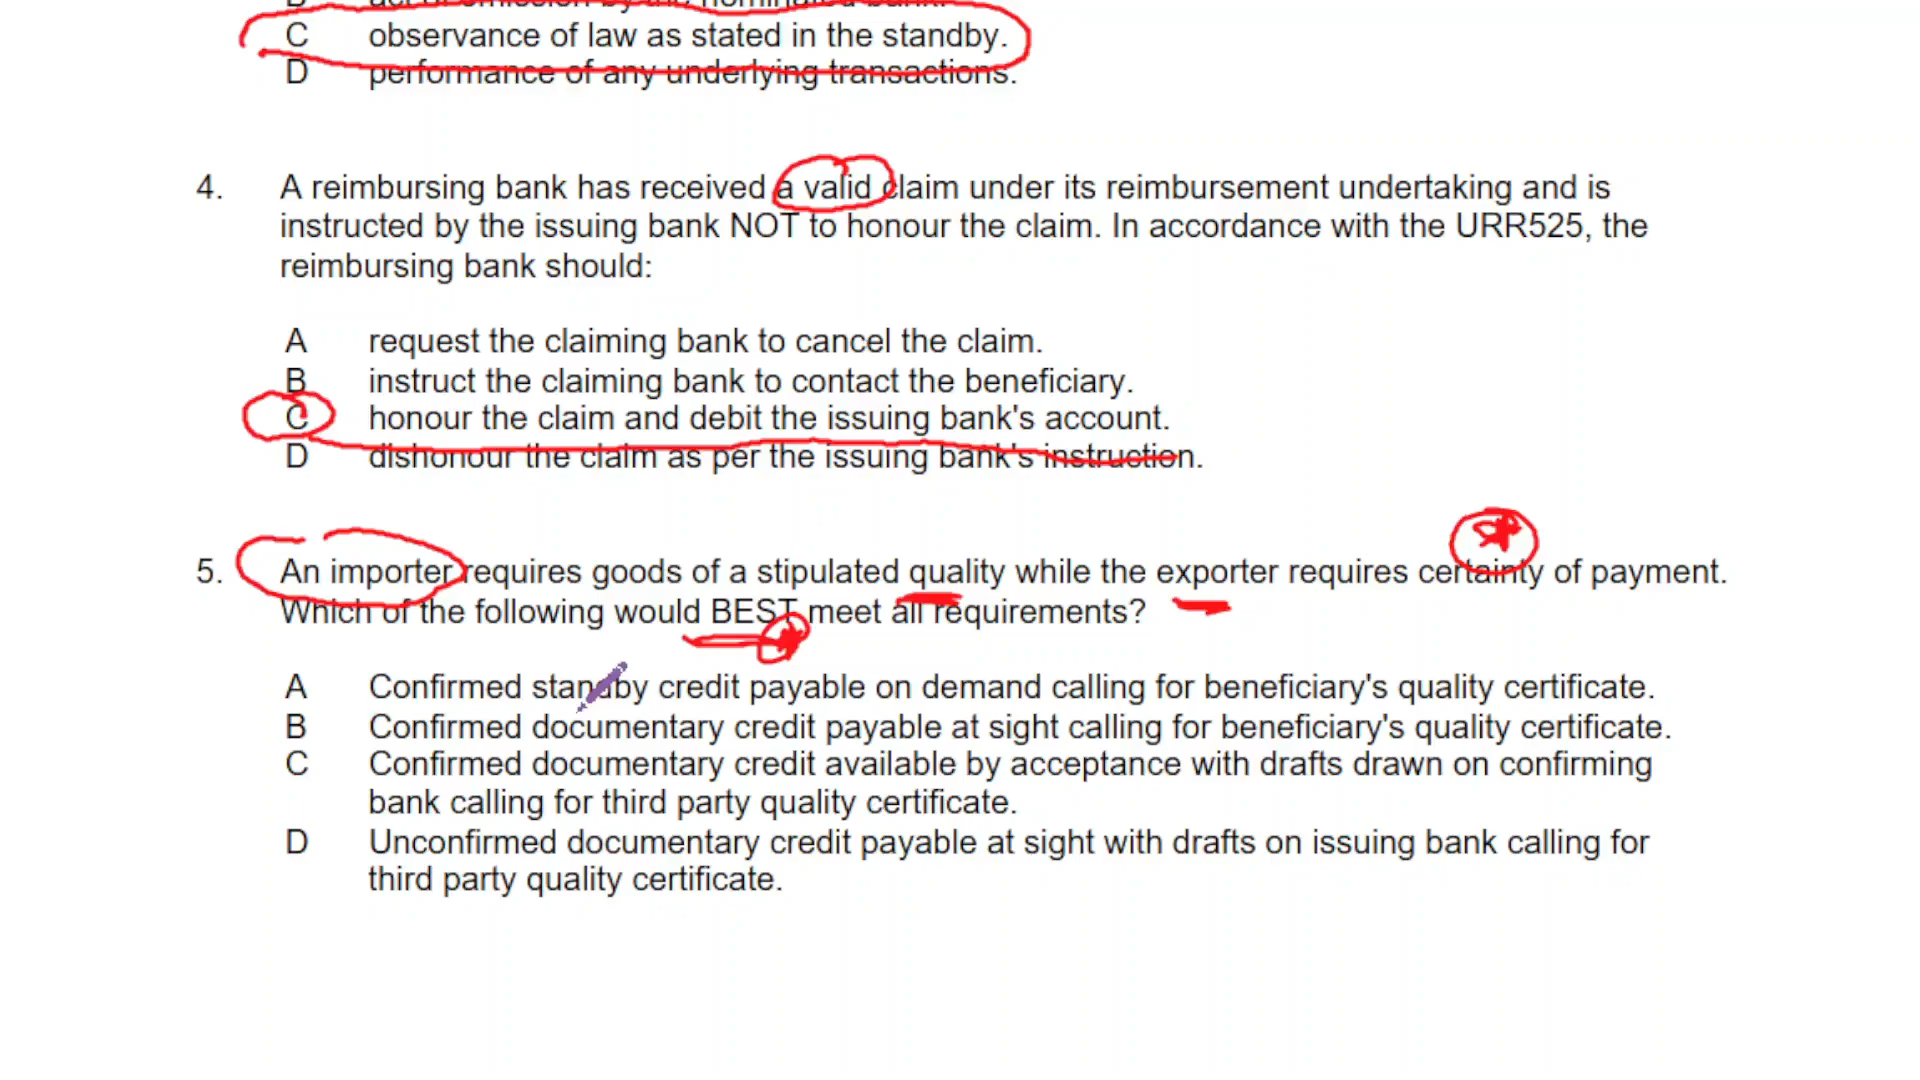 B act or omission by the nominated bank.
C observance of law as stated in the standby.
D performance of any underlying transactions.
4. A reimbursing bank has received a valid claim under its reimbursement undertaking and is
instructed by the issuing bank NOT to honour the claim. In accordance with the URR525, the
reimbursing bank should:
A request the claiming bank to cancel the claim.
B instruct the claiming bank to contact the beneficiary.
C honour the claim and debit the issuing bank's account.
D dishonour the claim as per the issuing bank's instruction.
5. An importer requires goods of a stipulated quality while the exporter requires certainty of payment.
Which of the following would BEST meet all requirements?
A Confirmed standby credit payable on demand calling for beneficiary's quality certificate.
B Confirmed documentary credit payable at sight calling for beneficiary's quality certificate.
C Confirmed documentary credit available by acceptance with drafts drawn on confirming
bank calling for third party quality certificate.
D Unconfirmed documentary credit payable at sight with drafts on issuing bank calling for
third party quality certificate.